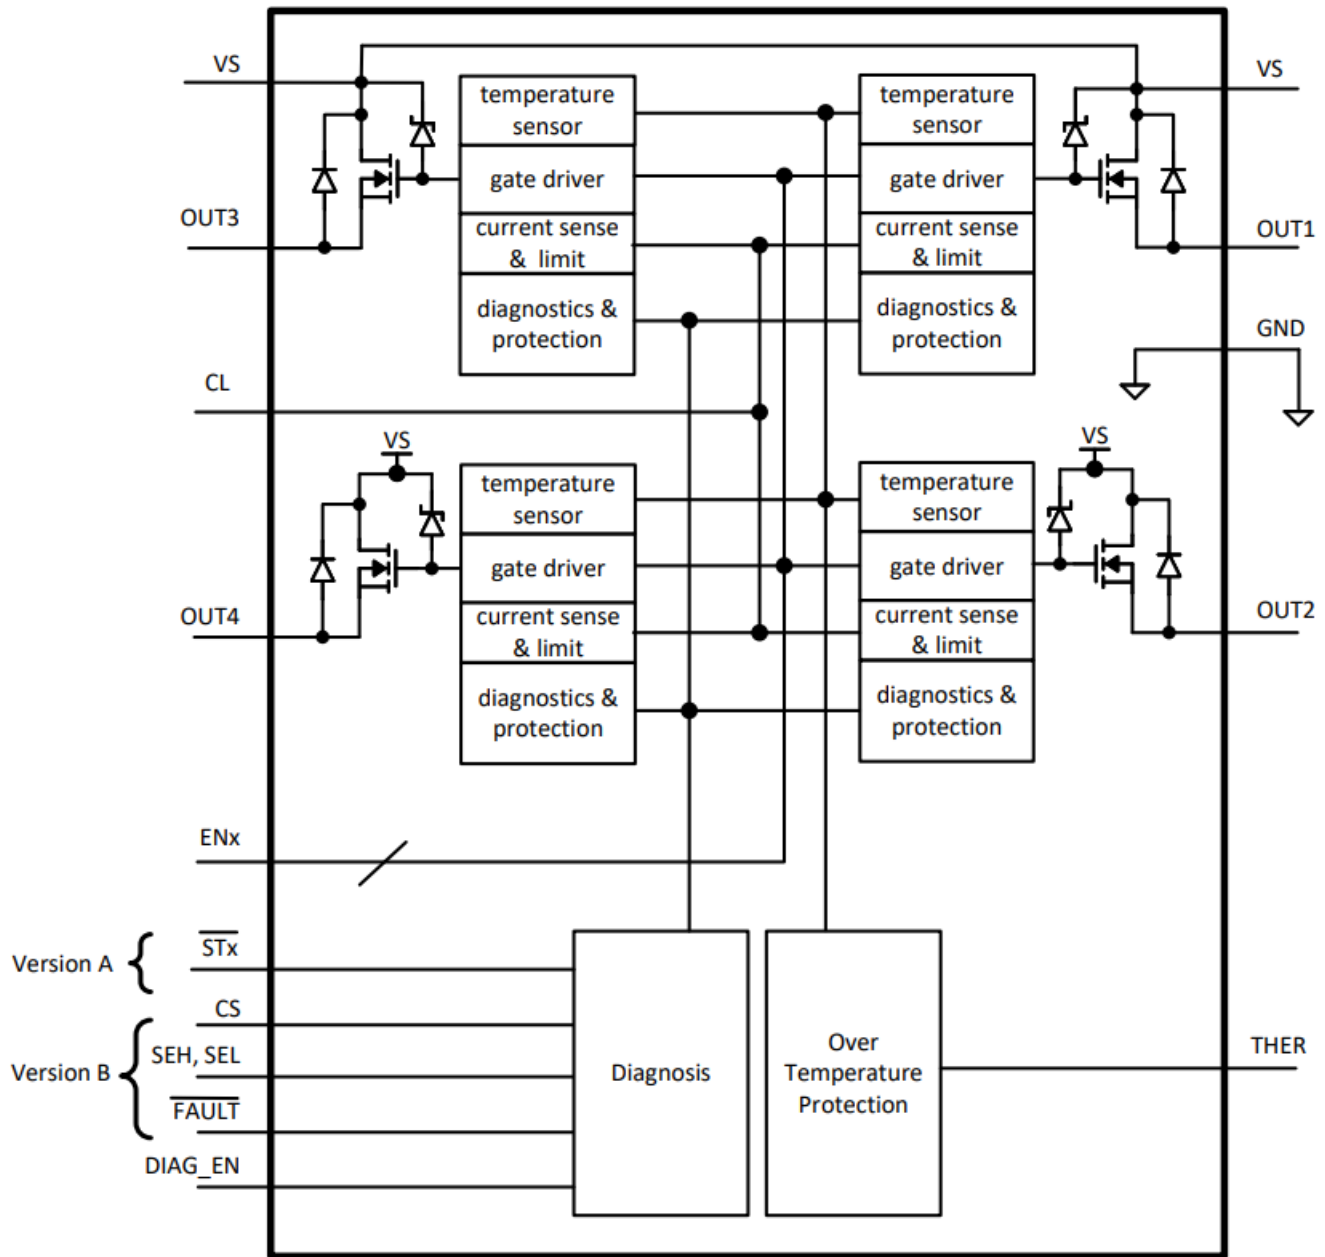 VS
OUT3
CL
VS
OUT4
ENx
STx
CS
SEH, SEL
FAULT
DIAG_EN
Version A
Version B
temperature
sensor
gate driver
current sense
& limit
diagnostics &
protection
temperature
sensor
gate driver
current sense
& limit
diagnostics &
protection
VS
OUT1
GND
temperature
sensor
gate driver
current sense
& limit
diagnostics &
protection
temperature
sensor
gate driver
current sense
& limit
diagnostics &
protection
VS
OUT2
Diagnosis
Over
Temperature
Protection
THER